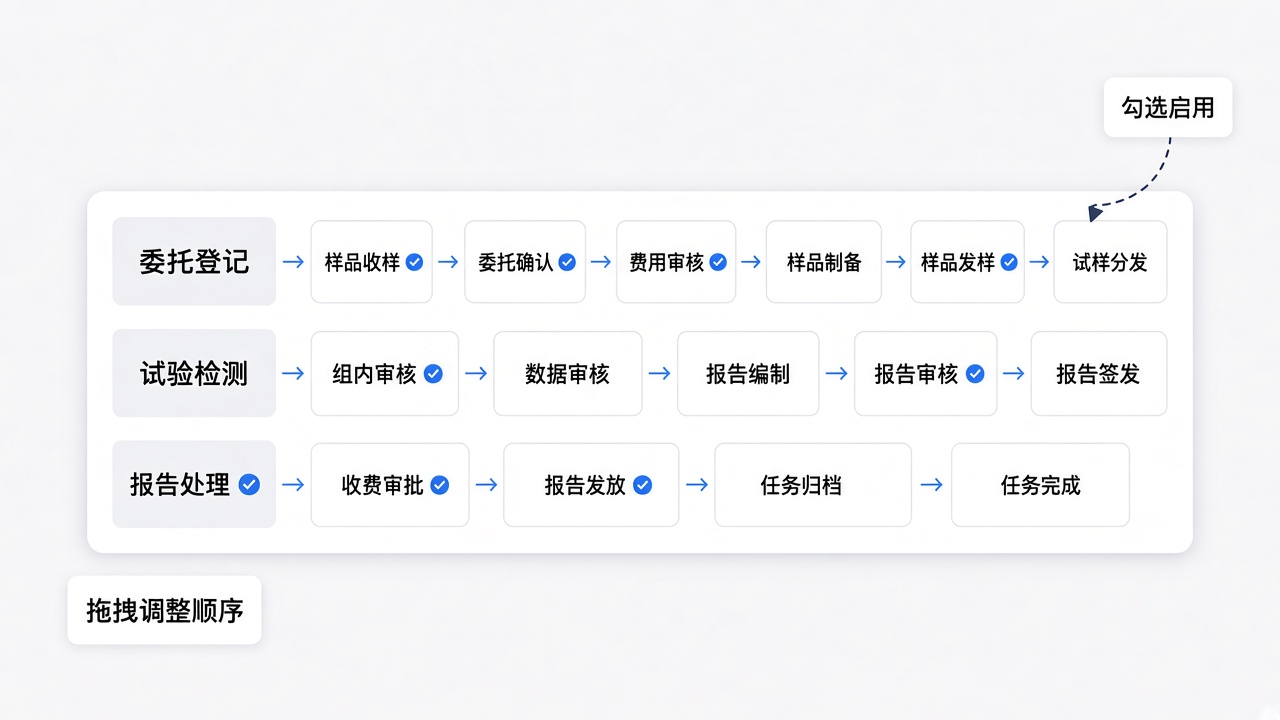 勾选启用
委托登记 样品收样 委托确认 费用审核 样品制备 样品发样 试样分发
试验检测 组内审核 数据审核 报告编制 报告审核 报告签发
报告处理 收费审批 报告发放 任务归档 任务完成
拖拽调整顺序